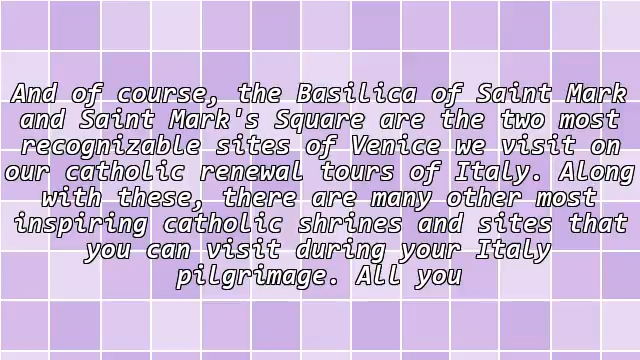 And of course, the Basilica of Saint Mark
and Saint Mark's Square are the two most
recognizable sites of Venice we visit on
our catholic renewal tours of Italy. Along
with these, there are many other most
inspiring catholic shrines and sites that
you can visit during your Italy
pilgrimage. All you